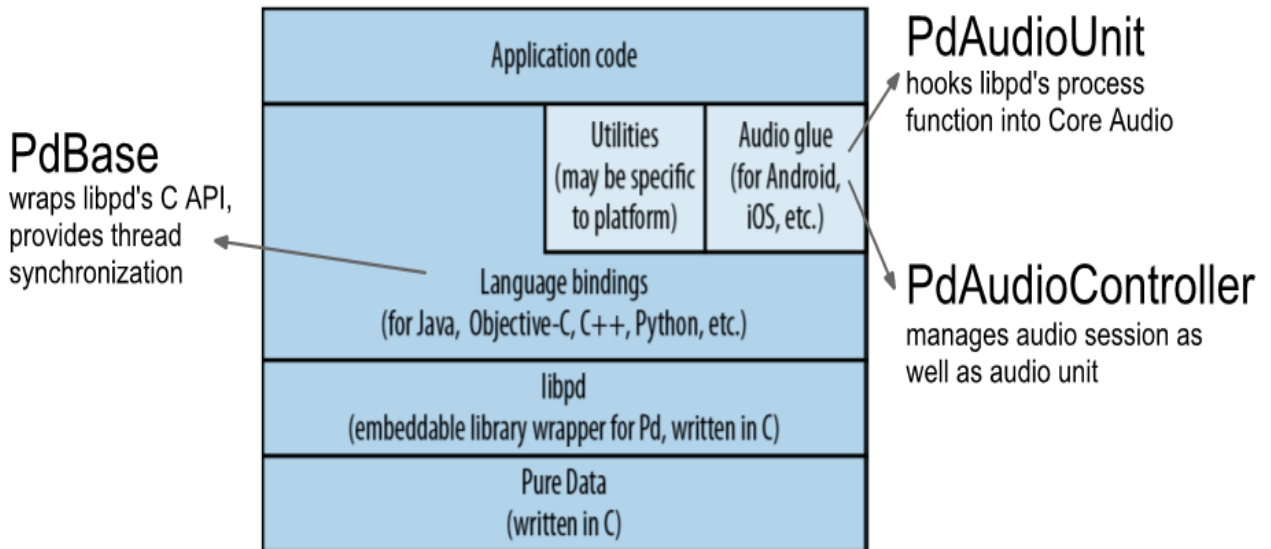 Application code
PdAudioUnit
hooks libpd's process
function into Core Audio
PdBase
wraps libpd's C API,
provides thread
synchronization
Utilities
(may be specific
to platform)
Audio glue
(for Android,
iOS, etc.)
PdAudioController
manages audio session as
well as audio unit
Language bindings
(for Java, Objective-C, C++, Python, etc.)
libpd
(embeddable library wrapper for Pd, written in C)
Pure Data
(written in C)